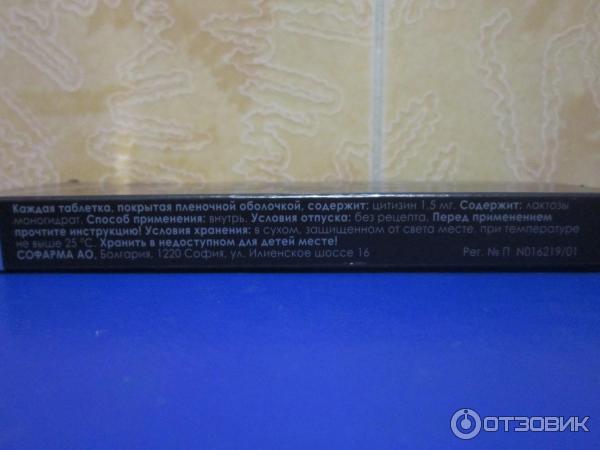 Каждая таблетка, покрытая пленочной оболочкой, содержит: цитизин 1.5 мг. Содержит: лактозы
моногидрат. Способ применения: внутрь. Условия отпуска: без рецепта. Перед применением
прочтите инструкцию! Условия хранения: в сухом, защищенном от света месте, при температуре
не выше 25 °C. Хранить в недоступном для детей месте!
СОФАРМА АО, Болгария, 1220 София, ул. Илиенское шоссе 16 Рег. № П N016219/01
ОТЗОВИК